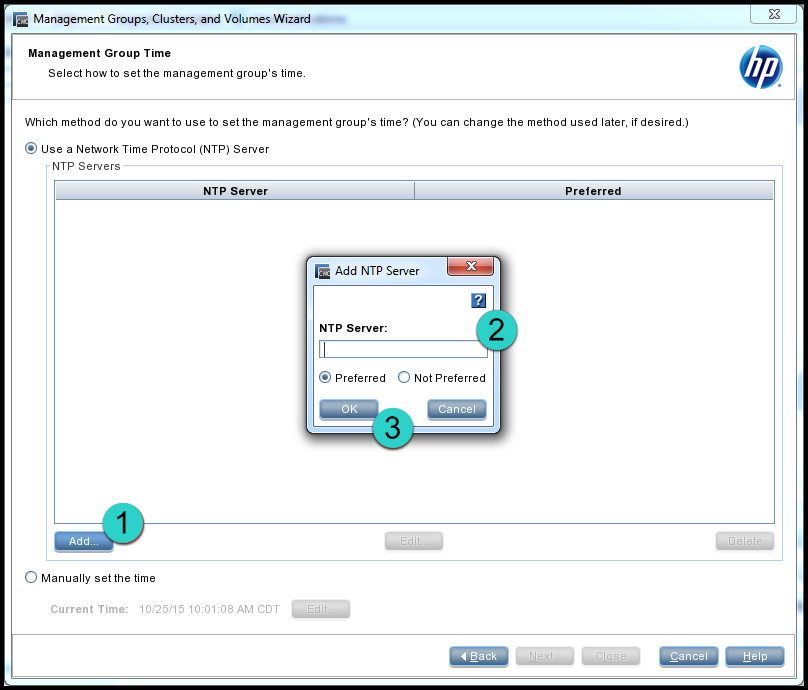 Management Groups, Clusters, and Volumes Wizard
Management Group Time
Select how to set the management group's time.
hp
Which method do you want to use to set the management group's time? (You can change the method used later, if desired.)
Use a Network Time Protocol (NTP) Server
NTP Servers
NTP Server Preferred
CMC Add NTP Server
?
NTP Server:
2
Preferred Not Preferred
OK Cancel
3
1
Add... Edit... Delete
Manually set the time
Current Time: 10/25/15 10:01:08 AM CDT Edit...
Back Next Close Cancel Help